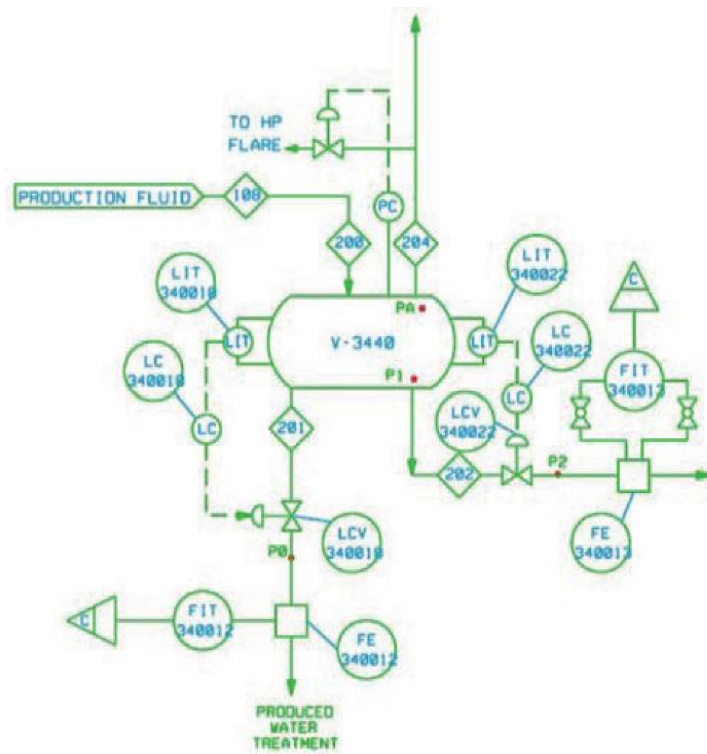 TO HP
FLARE
PRODUCTION FLUID
108
200
PC
204
LIT
340018
LIT
340022
LIT
V-3440
PA
P1
LIT
LC
340018
LC
LC
340022
LC
LCV
340022
FIT
340013
C
201
202
P2
FE
340013
P0
LCV
340018
C
FIT
340012
FE
340012
PRODUCED
WATER
TREATMENT